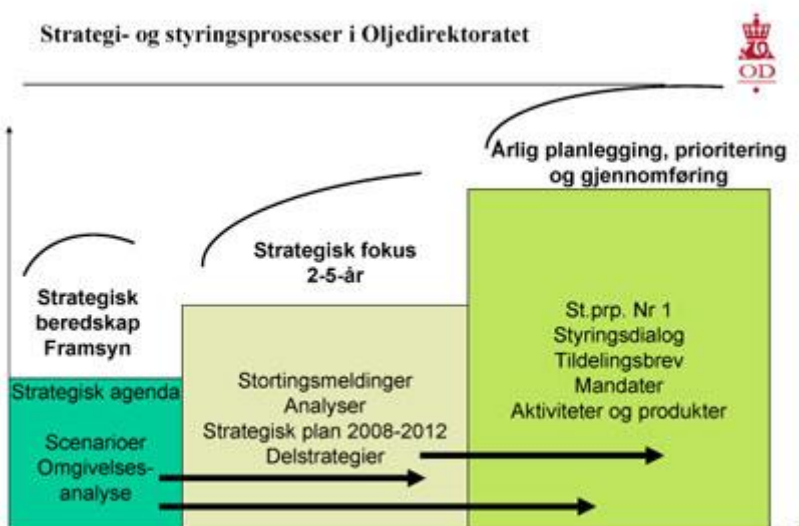 Strategi- og styringsprosesser i Oljedirektoratet
OD
Årlig planlegging, prioritering
og gjennomføring
Strategisk fokus
2-5-år
Strategisk
beredskap
Framsyn
Strategisk agenda
Scenarioer
Omgivelses-
analyse
Stortingsmeldinger
Analyser
Strategisk plan 2008-2012
Delstrategier
St.prp. Nr 1
Styringsdialog
Tildelingsbrev
Mandater
Aktiviteter og produkter